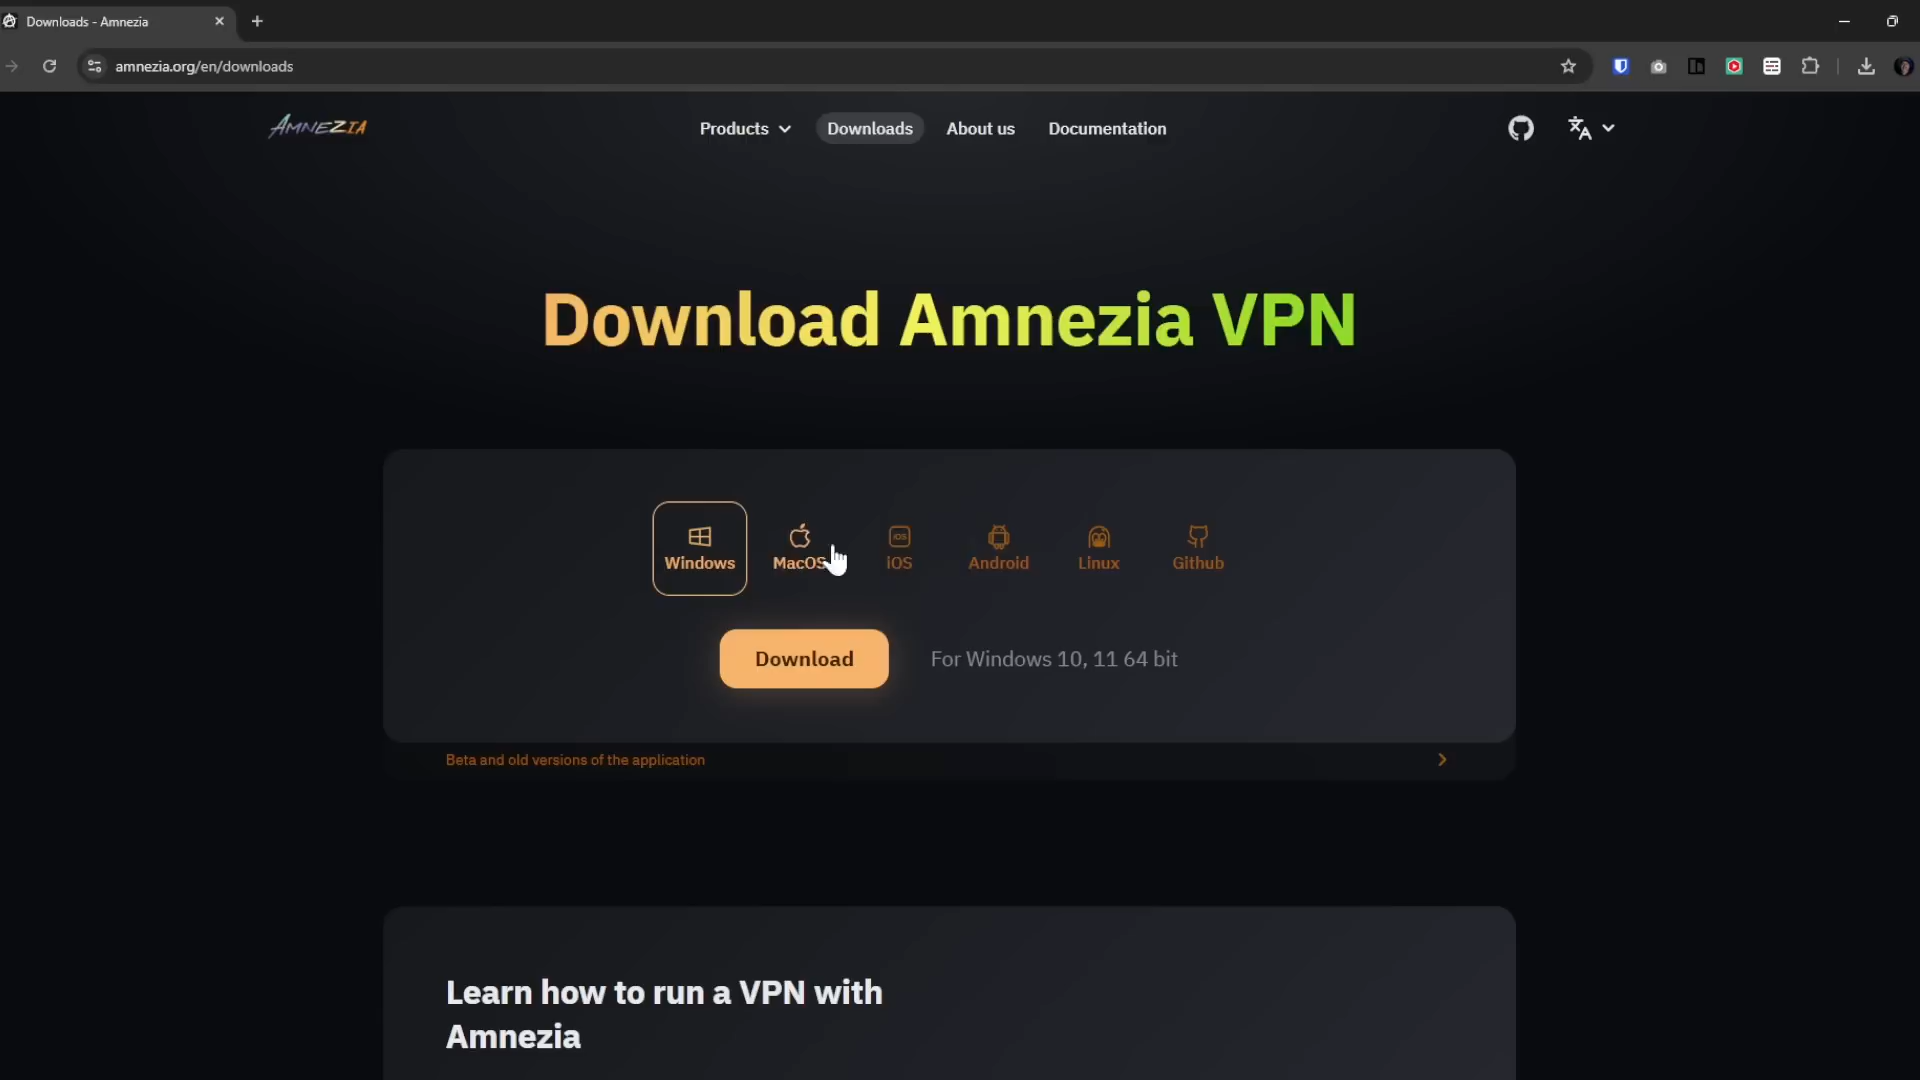 Downloads - Amnezia
amnezia.org/en/downloads
AMNEZIA
Products
Downloads
About us
Documentation
Download Amnezia VPN
Windows
MacOS
iOS
iOS
Android
Linux
Github
Download
For Windows 10, 11 64 bit
Beta and old versions of the application
Learn how to run a VPN with
Amnezia